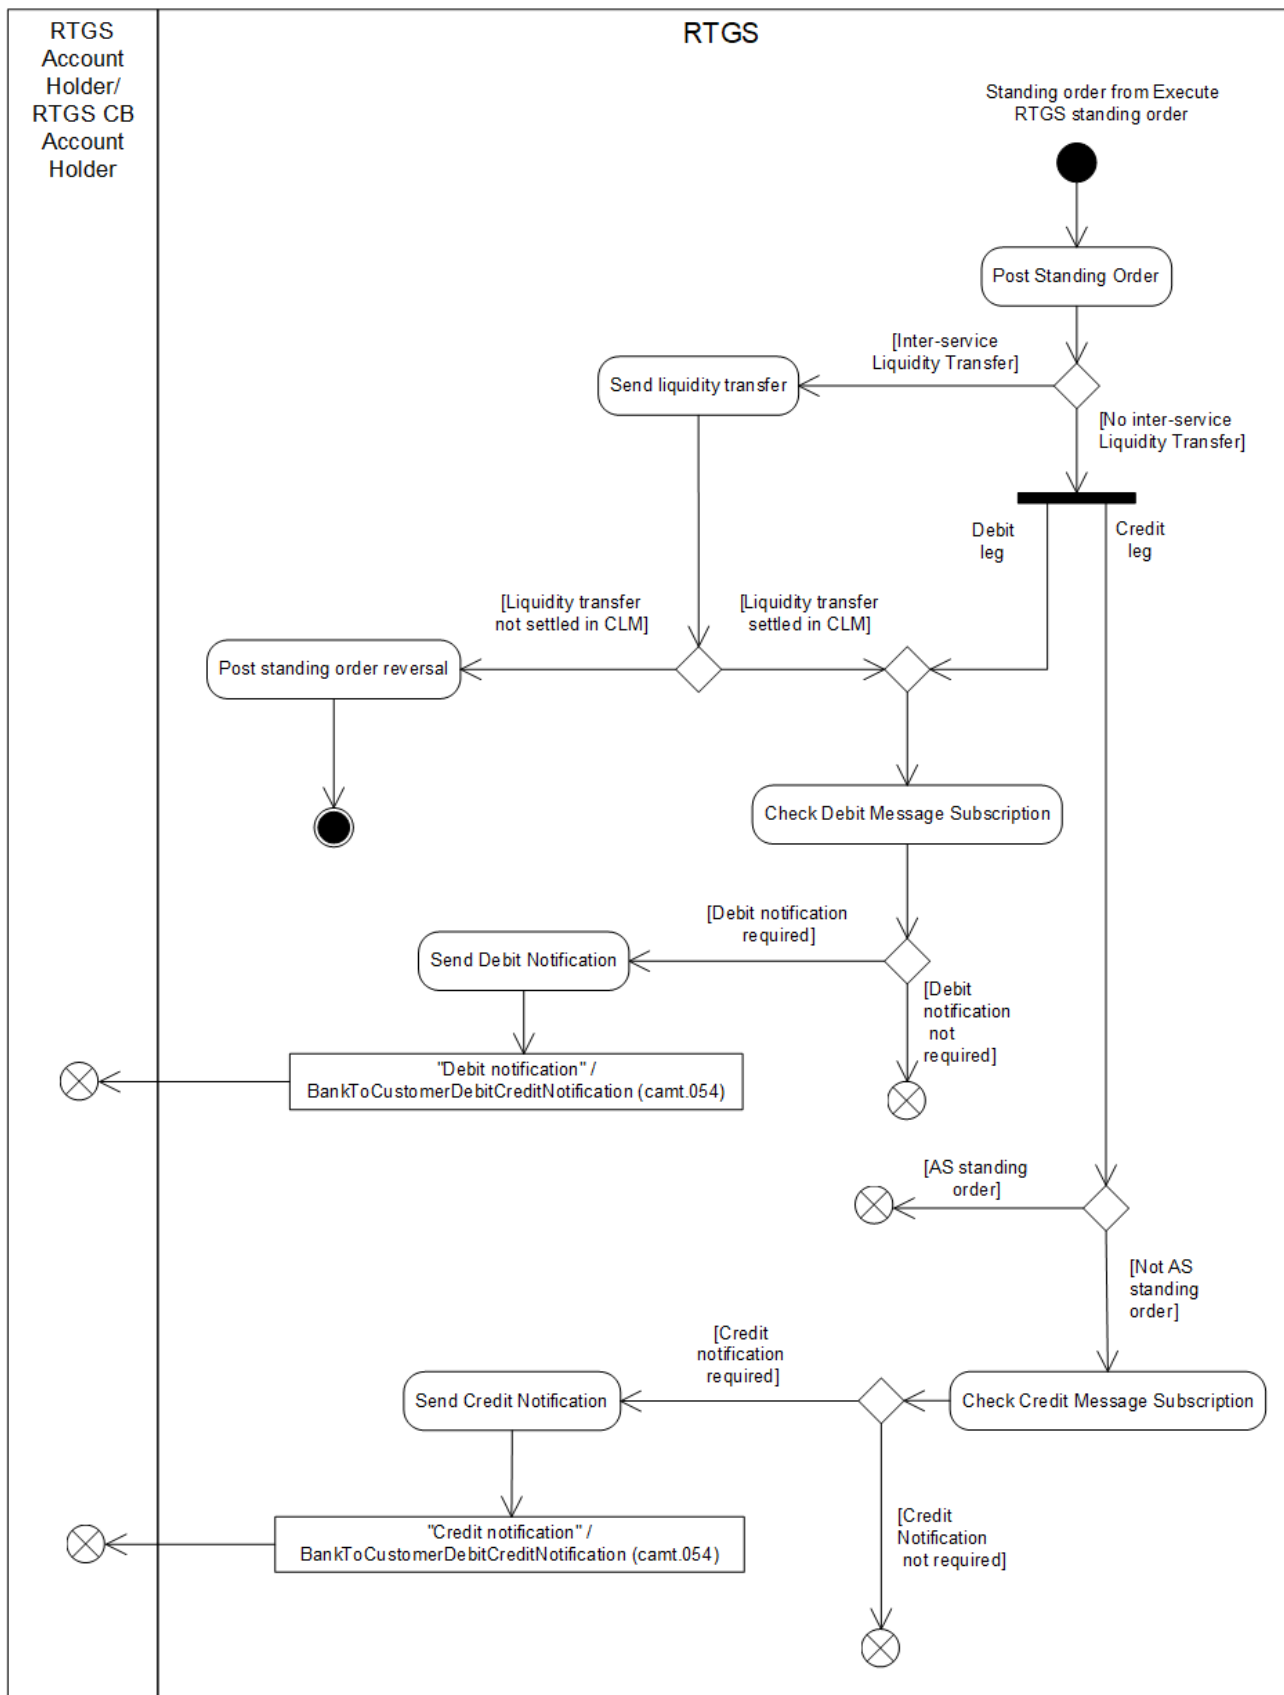 RTGS
Account
Holder/
RTGS CB
Account
Holder
RTGS
Standing order from Execute
RTGS standing order
Post Standing Order
[Inter-service
Liquidity Transfer]
Send liquidity transfer
[No inter-service
Liquidity Transfer]
Debit
leg
Credit
leg
[Liquidity transfer
not settled in CLM]
[Liquidity transfer
settled in CLM]
Post standing order reversal
Check Debit Message Subscription
[Debit notification
required]
Send Debit Notification
[Debit
notification
not
required]
"Debit notification" /
BankToCustomerDebitCreditNotification (camt.054)
[AS standing
order]
[Not AS
standing
order]
[Credit
notification
required]
Send Credit Notification
Check Credit Message Subscription
[Credit
Notification
not required]
"Credit notification" /
BankToCustomerDebitCreditNotification (camt.054)